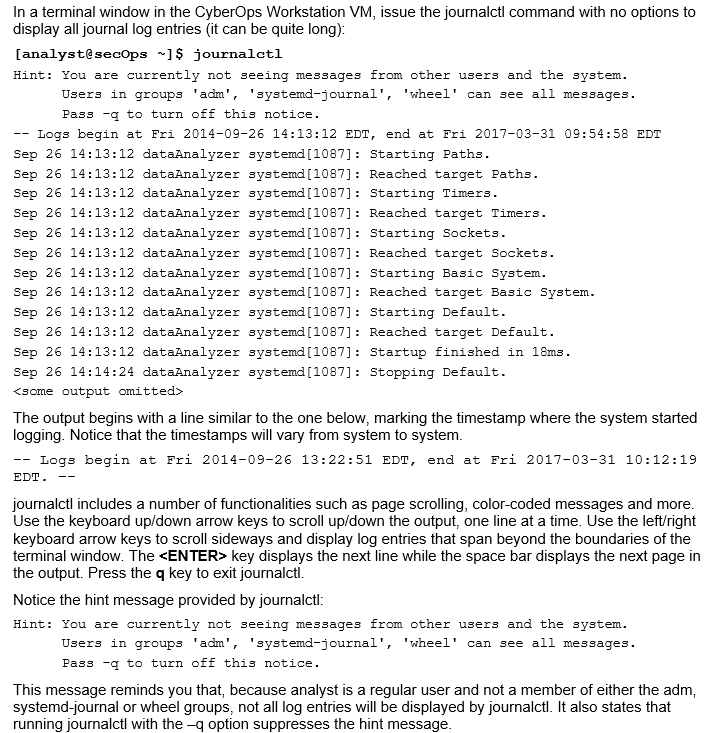 In a terminal window in the CyberOps Workstation VM, issue the journalctl command with no options to
display all journal log entries (it can be quite long):
[analyst@secOps ~]$ journalctl
Hint: You are currently not seeing messages from other users and the system.
Users in groups 'adm', 'systemd-journal', 'wheel' can see all messages.
Pass -q to turn off this notice.
-- Logs begin at Fri 2014-09-26 14:13:12 EDT, end at Fri 2017-03-31 09:54:58 EDT
Sep 26 14:13:12 dataAnalyzer systemd[1087]: Starting Paths.
Sep 26 14:13:12 dataAnalyzer systemd[1087]: Reached target Paths.
Sep 26 14:13:12 dataAnalyzer systemd[1087]: Starting Timers.
Sep 26 14:13:12 dataAnalyzer systemd[1087]: Reached target Timers.
Sep 26 14:13:12 dataAnalyzer systemd[1087]: Starting Sockets.
Sep 26 14:13:12 dataAnalyzer systemd[1087]: Reached target Sockets.
Sep 26 14:13:12 dataAnalyzer systemd[1087]: Starting Basic System.
Sep 26 14:13:12 dataAnalyzer systemd[1087]: Reached target Basic System.
Sep 26 14:13:12 dataAnalyzer systemd[1087]: Starting Default.
Sep 26 14:13:12 dataAnalyzer systemd[1087]: Reached target Default.
Sep 26 14:13:12 dataAnalyzer systemd[1087]: Startup finished in 18ms.
Sep 26 14:14:24 dataAnalyzer systemd[1087]: Stopping Default.
<some output omitted>
The output begins with a line similar to the one below, marking the timestamp where the system started
logging. Notice that the timestamps will vary from system to system.
-- Logs begin at Fri 2014-09-26 13:22:51 EDT, end at Fri 2017-03-31 10:12:19
EDT. --
journalctl includes a number of functionalities such as page scrolling, color-coded messages and more.
Use the keyboard up/down arrow keys to scroll up/down the output, one line at a time. Use the left/right
keyboard arrow keys to scroll sideways and display log entries that span beyond the boundaries of the
terminal window. The <ENTER> key displays the next line while the space bar displays the next page in
the output. Press the q key to exit journalctl.
Notice the hint message provided by journalctl:
Hint: You are currently not seeing messages from other users and the system.
Users in groups 'adm', 'systemd-journal', 'wheel' can see all messages.
Pass -q to turn off this notice.
This message reminds you that, because analyst is a regular user and not a member of either the adm,
systemd-journal or wheel groups, not all log entries will be displayed by journalctl. It also states that
running journalctl with the –q option suppresses the hint message.